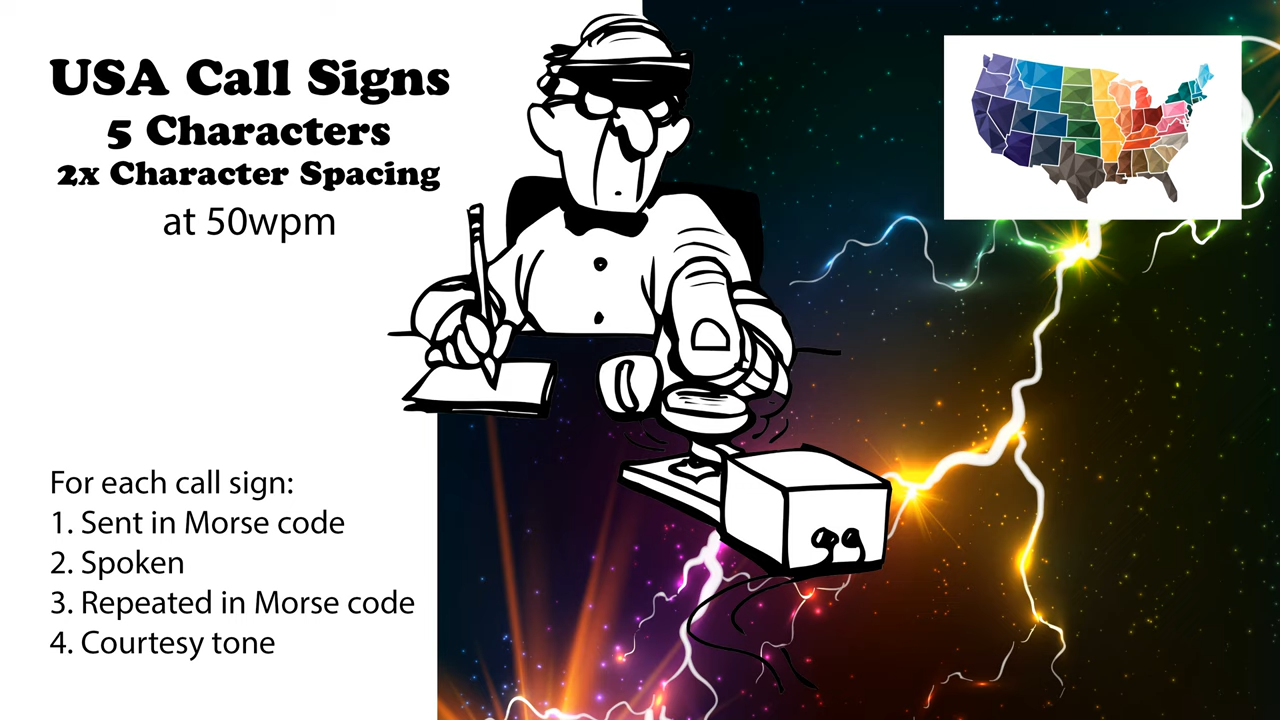 USA Call Signs
5 Characters
2x Character Spacing
at 50wpm
For each call sign:
1. Sent in Morse code
2. Spoken
3. Repeated in Morse code
4. Courtesy tone